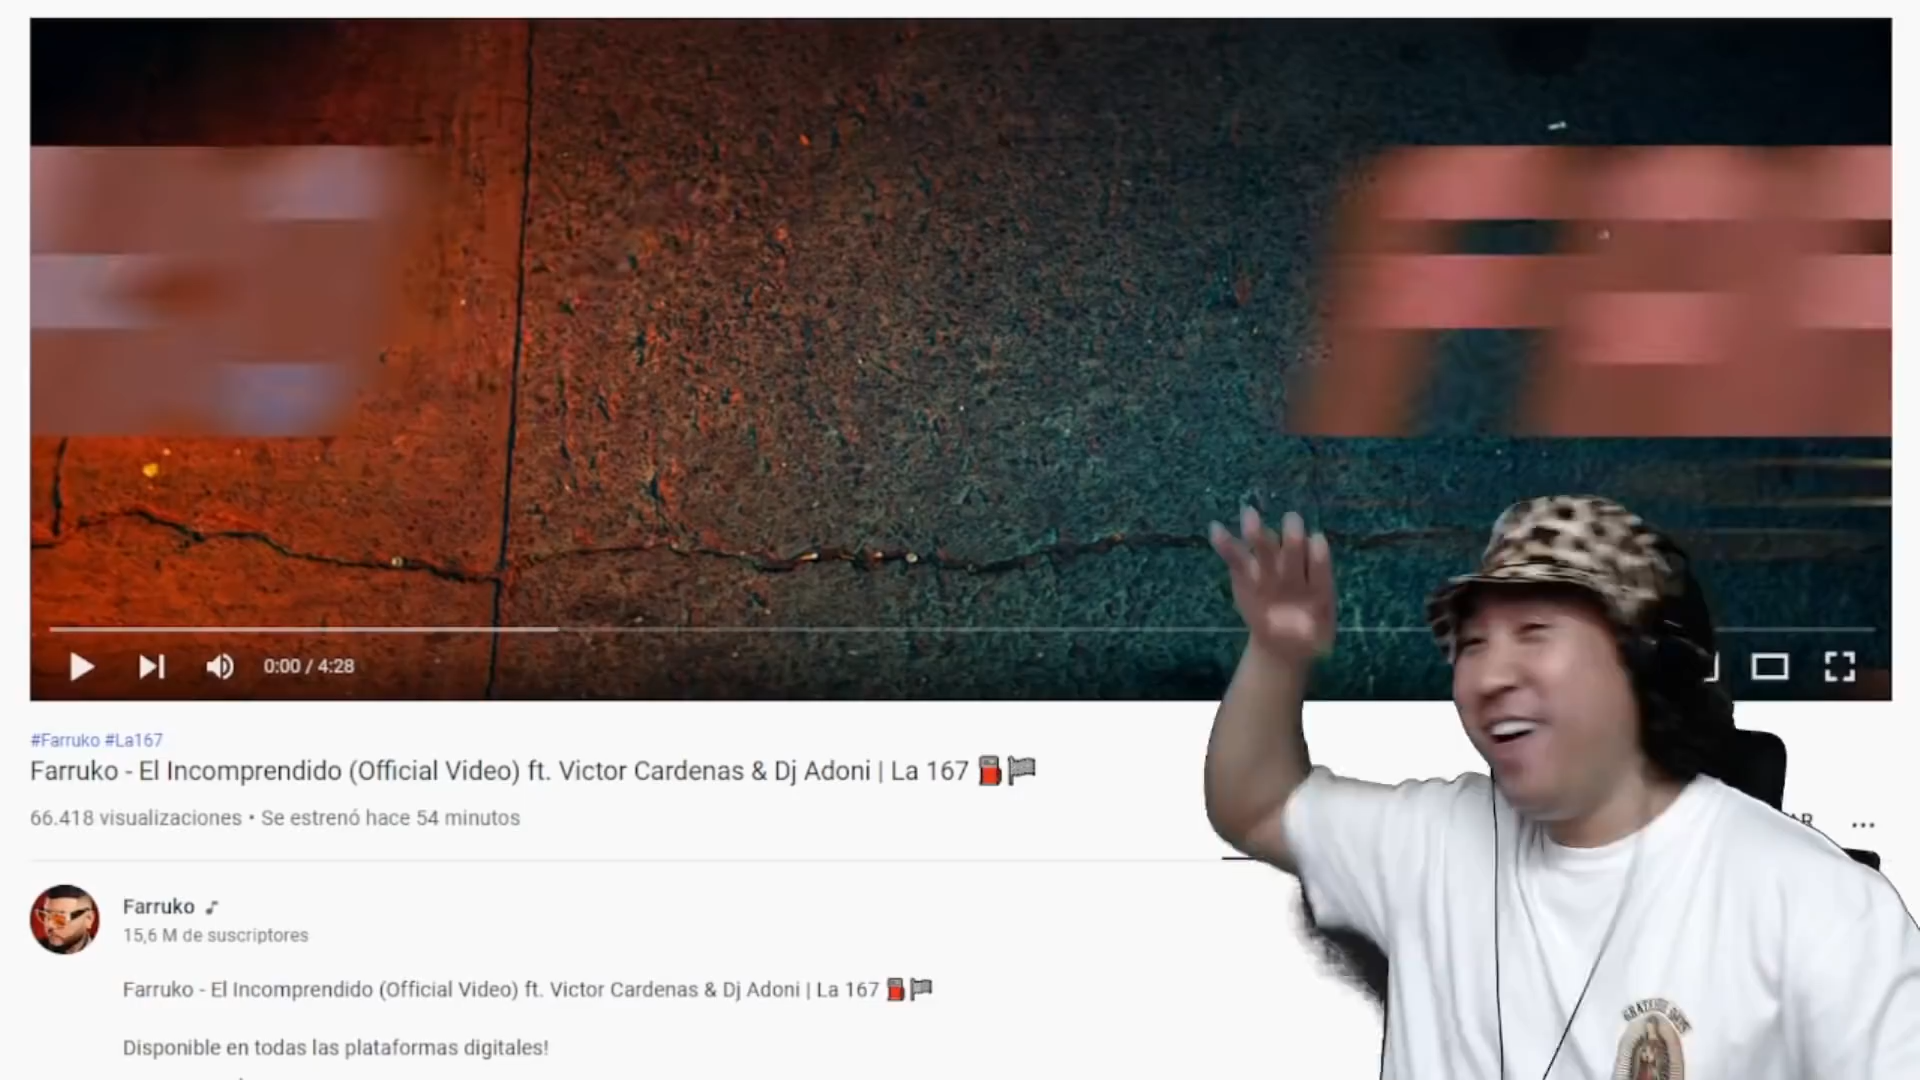 0:00 / 4:28
#Farruko #La167
Farruko - El Incomprendido (Official Video) ft. Victor Cardenas & Dj Adoni | La 167 ⛽🏁
66.418 visualizaciones • Se estrenó hace 54 minutos
AR ...
Farruko ♪
15,6 M de suscriptores
Farruko - El Incomprendido (Official Video) ft. Victor Cardenas & Dj Adoni | La 167 ⛽🏁
Disponible en todas las plataformas digitales!